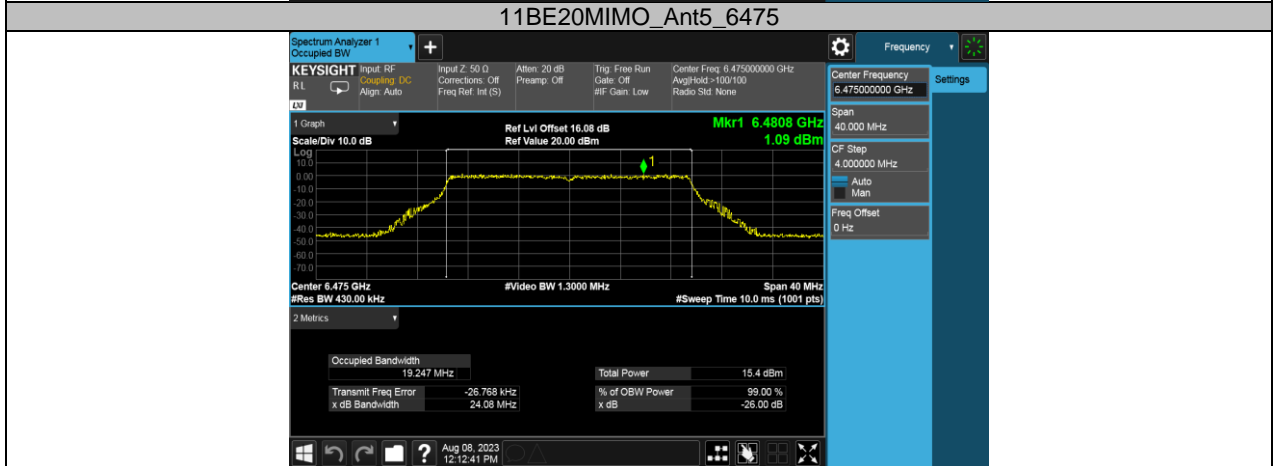 11BE20MIMO_Ant5_6475
Spectrum Analyzer 1
Occupied BW
+
Frequency
KEYSIGHT
RL
LXI
Input: RF
Coupling: DC
Align: Auto
Input Z: 50 Ω
Corrections: Off
Freq Ref: Int (S)
Atten: 20 dB
Preamp: Off
Trig: Free Run
Gate: Off
#IF Gain: Low
Center Freq: 6.475000000 GHz
Avg|Hold:>100/100
Radio Std: None
Center Frequency
6.475000000 GHz
Settings
Span
40.000 MHz
CF Step
4.000000 MHz
Auto
Man
Freq Offset
0 Hz
1 Graph
Scale/Div 10.0 dB
Ref Lvl Offset 16.08 dB
Ref Value 20.00 dBm
Mkr1 6.4808 GHz
1.09 dBm
Log
10.0
0.00
-10.0
-20.0
-30.0
-40.0
-50.0
-60.0
-70.0
1
Center 6.475 GHz
#Res BW 430.00 kHz
#Video BW 1.3000 MHz
Span 40 MHz
#Sweep Time 10.0 ms (1001 pts)
2 Metrics
Occupied Bandwidth
19.247 MHz
Total Power 15.4 dBm
Transmit Freq Error -26.768 kHz
% of OBW Power 99.00 %
x dB Bandwidth 24.08 MHz
x dB -26.00 dB
?
Aug 08, 2023
12:12:41 PM